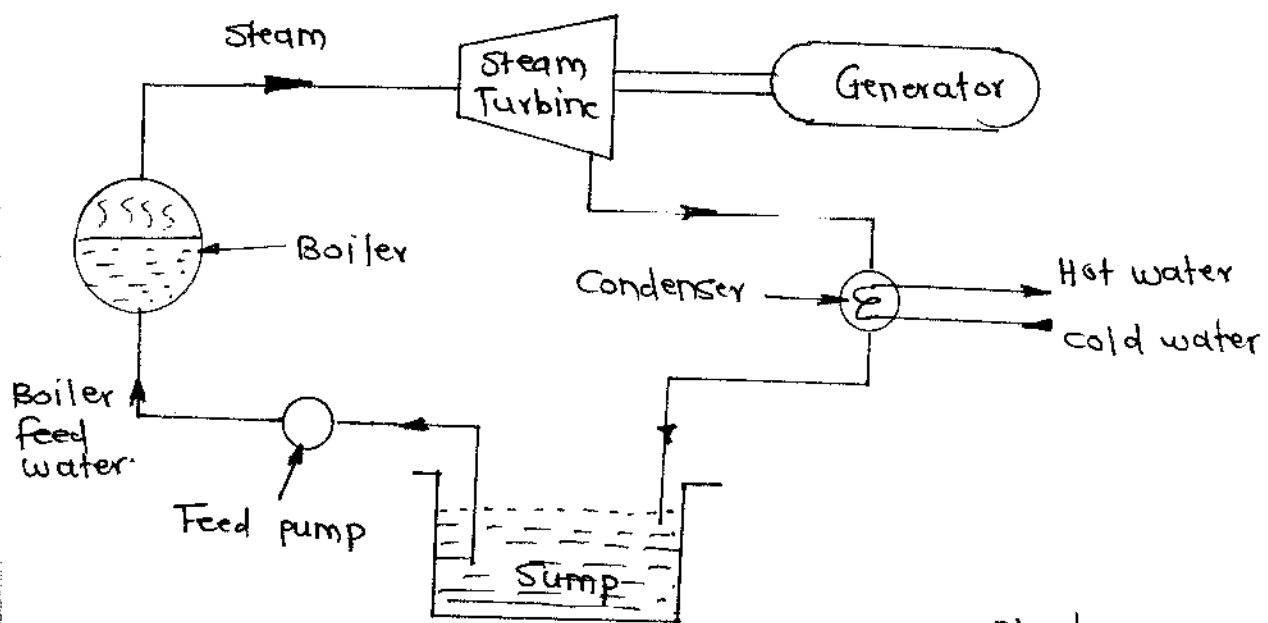 Steam
Steam
Turbine
Generator
Boiler
Condenser
Hot water
Cold water
Boiler
feed
water.
Feed pump
Sump